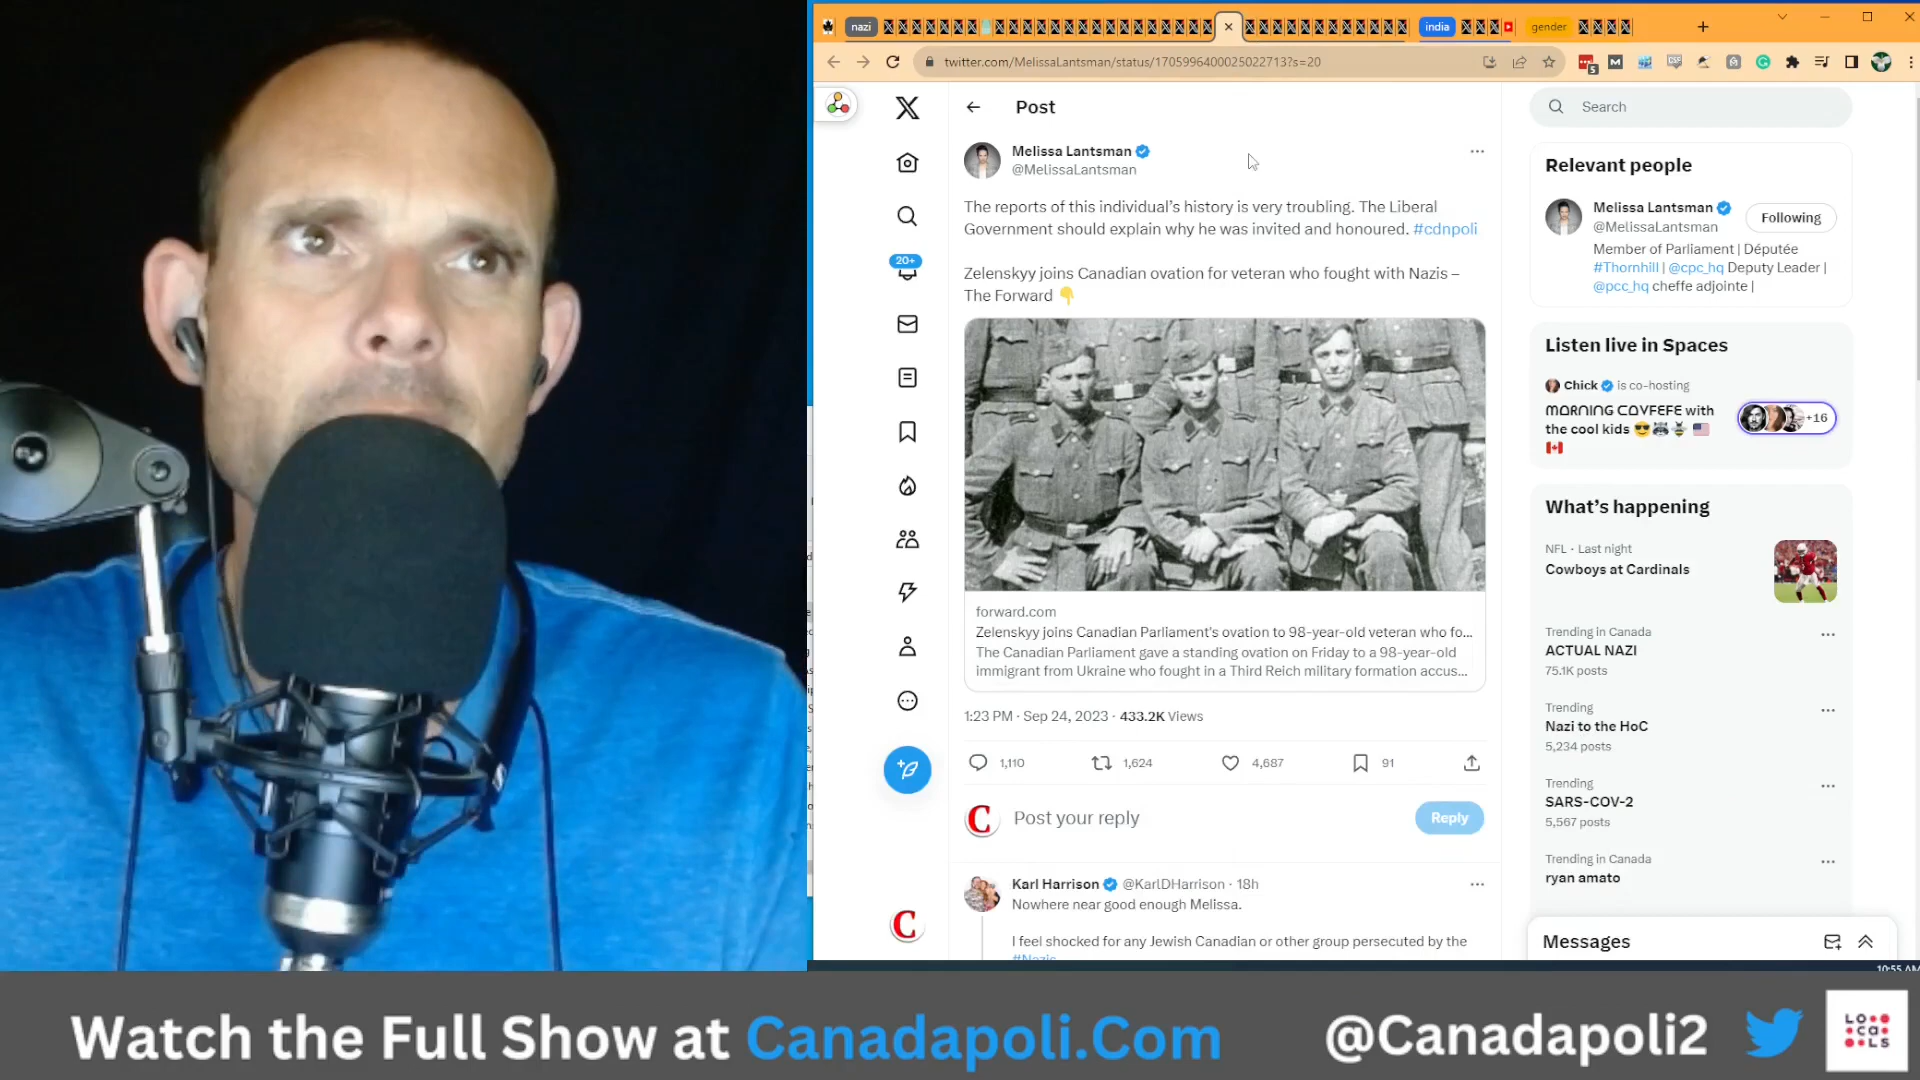 nazi
india
gender
twitter.com/MelissaLantsman/status/1705996400025022713?s=20
Post
Search
Melissa Lantsman
@MelissaLantsman
The reports of this individual's history is very troubling. The Liberal
Government should explain why he was invited and honoured. #cdnpoli
Zelenskyy joins Canadian ovation for veteran who fought with Nazis –
The Forward
forward.com
Zelenskyy joins Canadian Parliament's ovation to 98-year-old veteran who fo...
The Canadian Parliament gave a standing ovation on Friday to a 98-year-old
immigrant from Ukraine who fought in a Third Reich military formation accus...
1:23 PM · Sep 24, 2023 · 433.2K Views
1,110
1,624
4,687
91
Post your reply
Reply
Karl Harrison @KarlDHarrison · 18h
Nowhere near good enough Melissa.
I feel shocked for any Jewish Canadian or other group persecuted by the
#Nazis
20+
5
Relevant people
Melissa Lantsman
@MelissaLantsman
Following
Member of Parliament | Députée
#Thornhill | @cpc_hq Deputy Leader |
@pcc_hq cheffe adjointe |
Listen live in Spaces
Chick is co-hosting
MORNING COVFEFE with
the cool kids
+16
What's happening
NFL · Last night
Cowboys at Cardinals
Trending in Canada
ACTUAL NAZI
75.1K posts
Trending
Nazi to the HoC
5,234 posts
Trending
SARS-COV-2
5,567 posts
Trending in Canada
ryan amato
Messages
10:55 AM
Watch the Full Show at Canadapoli.Com
@Canadapoli2
LOCALS